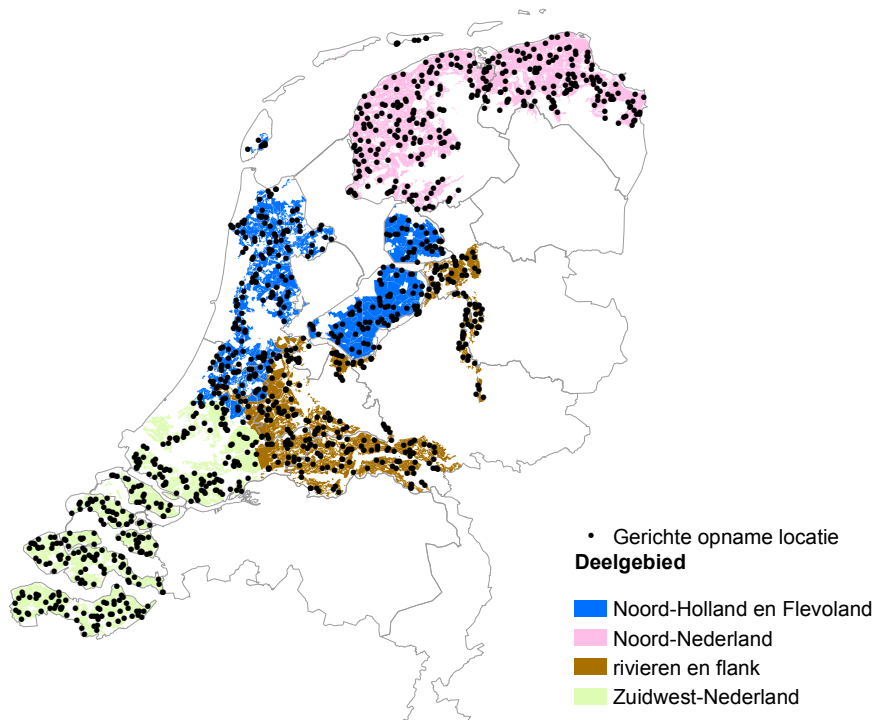 Gerichte opname locatie
Deelgebied
Noord-Holland en Flevoland
Noord-Nederland
rivieren en flank
Zuidwest-Nederland